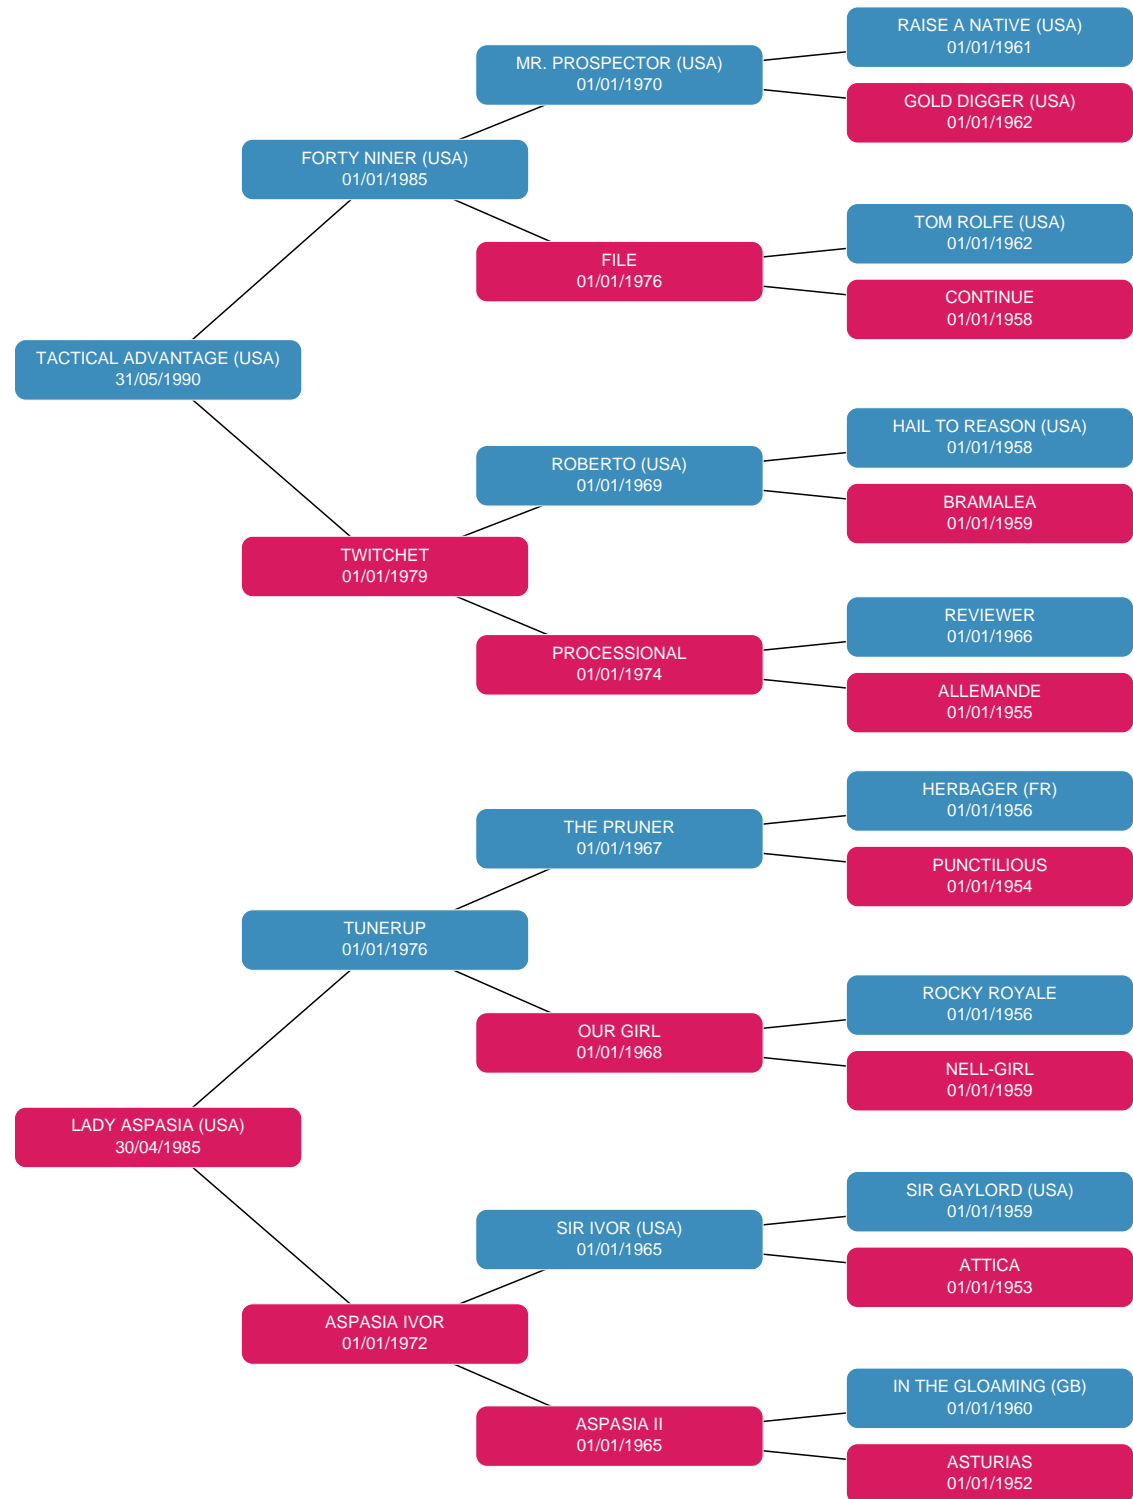 RAISE A NATIVE (USA)
01/01/1961
MR. PROSPECTOR (USA)
01/01/1970
GOLD DIGGER (USA)
01/01/1962
FORTY NINER (USA)
01/01/1985
TOM ROLFE (USA)
01/01/1962
FILE
01/01/1976
CONTINUE
01/01/1958
TACTICAL ADVANTAGE (USA)
31/05/1990
HAIL TO REASON (USA)
01/01/1958
ROBERTO (USA)
01/01/1969
BRAMALEA
01/01/1959
TWITCHET
01/01/1979
REVIEWER
01/01/1966
PROCESSIONAL
01/01/1974
ALLEMANDE
01/01/1955
HERBAGER (FR)
01/01/1956
THE PRUNER
01/01/1967
PUNCTILIOUS
01/01/1954
TUNERUP
01/01/1976
ROCKY ROYALE
01/01/1956
OUR GIRL
01/01/1968
NELL-GIRL
01/01/1959
LADY ASPASIA (USA)
30/04/1985
SIR GAYLORD (USA)
01/01/1959
SIR IVOR (USA)
01/01/1965
ATTICA
01/01/1953
ASPASIA IVOR
01/01/1972
IN THE GLOAMING (GB)
01/01/1960
ASPASIA II
01/01/1965
ASTURIAS
01/01/1952